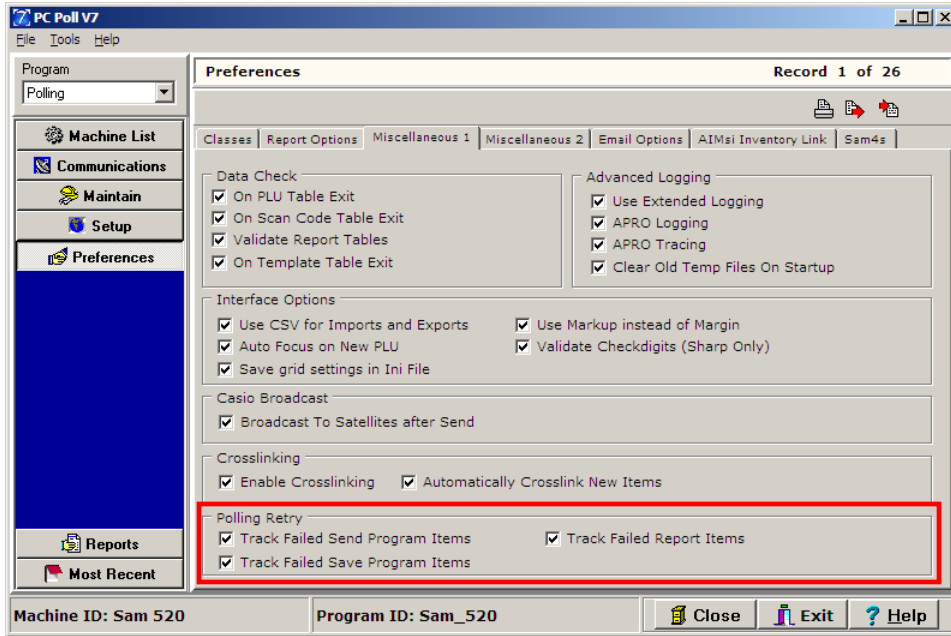 PC Poll V7
File Tools Help
Program
Polling
Machine List
Communications
Maintain
Setup
Preferences
Reports
Most Recent
Preferences Record 1 of 26
Classes Report Options Miscellaneous 1 Miscellaneous 2 Email Options AIMsi Inventory Link Sam4s
Data Check
On PLU Table Exit
On Scan Code Table Exit
Validate Report Tables
On Template Table Exit
Advanced Logging
Use Extended Logging
APRO Logging
APRO Tracing
Clear Old Temp Files On Startup
Interface Options
Use CSV for Imports and Exports Use Markup instead of Margin
Auto Focus on New PLU Validate Checkdigits (Sharp Only)
Save grid settings in Ini File
Casio Broadcast
Broadcast To Satellites after Send
Crosslinking
Enable Crosslinking Automatically Crosslink New Items
Polling Retry
Track Failed Send Program Items Track Failed Report Items
Track Failed Save Program Items
Machine ID: Sam 520 Program ID: Sam_520 Close Exit Help